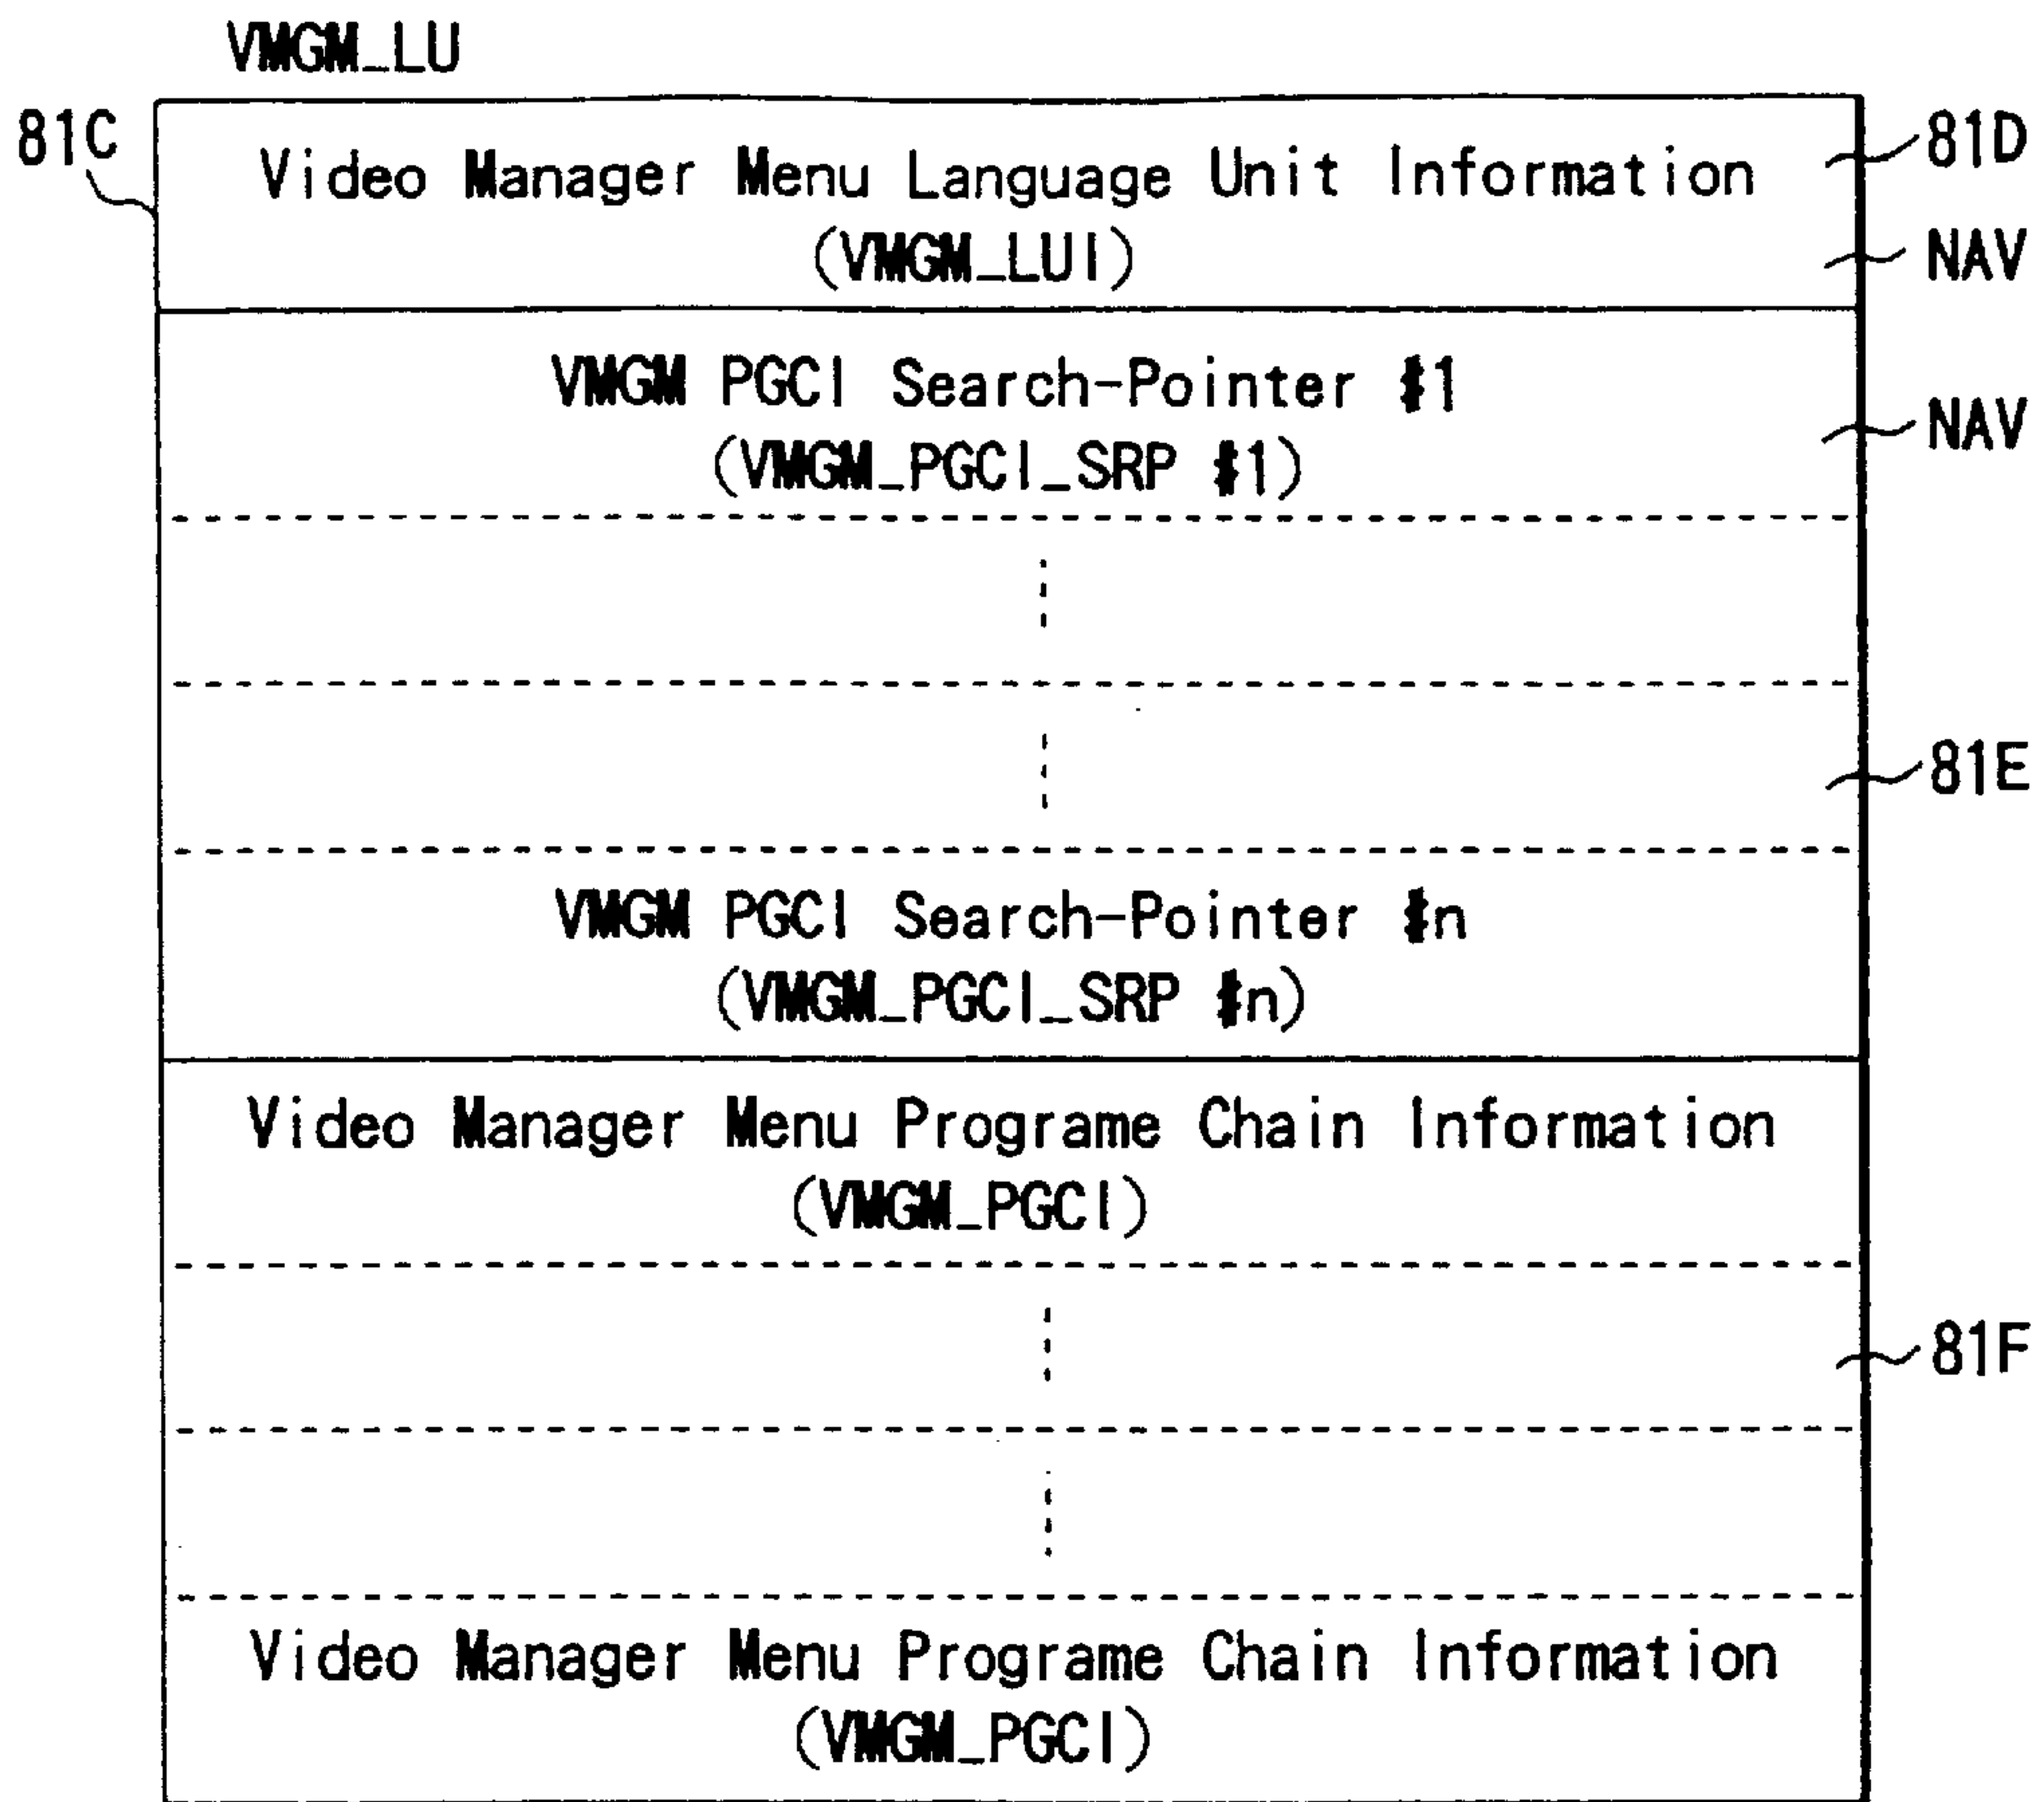 VMGM_LU
81C
Video Manager Menu Language Unit Information
81D
(VMGM_LUI)
NAV
VMGM PGCI Search-Pointer #1
NAV
(VMGM_PGCI_SRP #1)
81E
VMGM PGCI Search-Pointer #n
(VMGM_PGCI_SRP #n)
Video Manager Menu Programe Chain Information
(VMGM_PGCI)
81F
Video Manager Menu Programe Chain Information
(VMGM_PGCI)